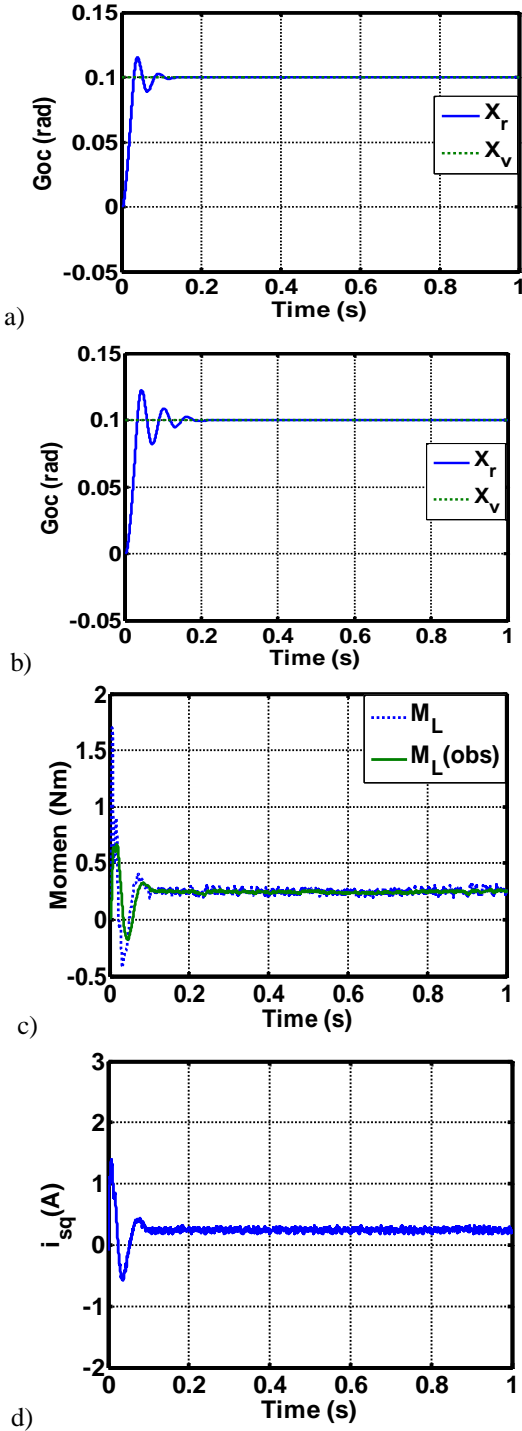 0.15
0.1
0.05
0
-0.05
Goc (rad)
X_r
X_v
0 0.2 0.4 0.6 0.8 1
Time (s)
a)
0.15
0.1
0.05
0
-0.05
Goc (rad)
X_r
X_v
0 0.2 0.4 0.6 0.8 1
Time (s)
b)
2
1.5
1
0.5
0
-0.5
Momen (Nm)
M_L
M_L(obs)
0 0.2 0.4 0.6 0.8 1
Time (s)
c)
3
2
1
0
-1
-2
i_sq(A)
0 0.2 0.4 0.6 0.8 1
Time (s)
d)